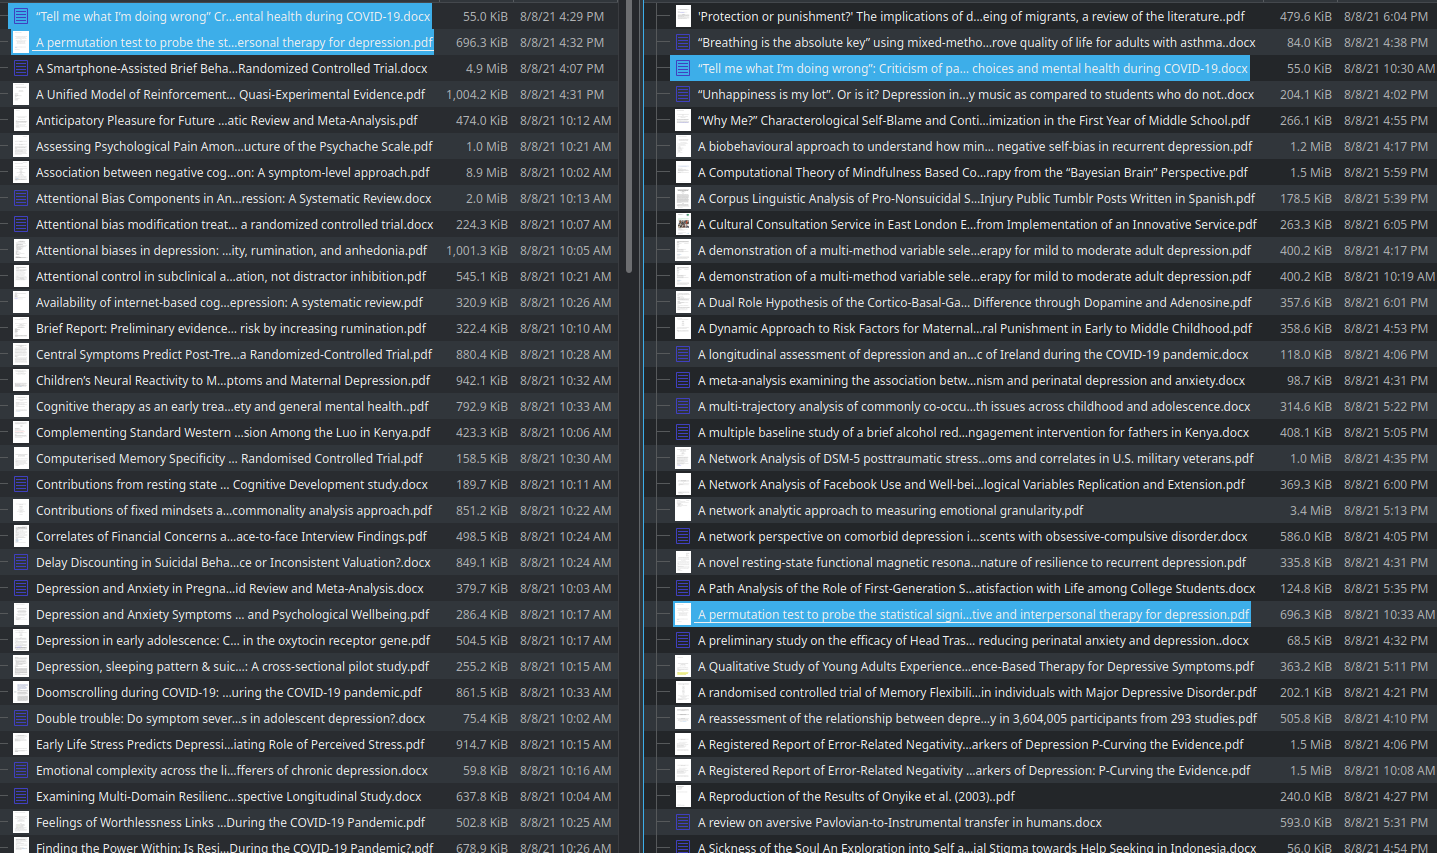 “Tell me what I’m doing wrong” Cr...ental health during COVID-19.docx 55.0 KiB 8/8/21 4:29 PM
A permutation test to probe the st...ersonal therapy for depression.pdf 696.3 KiB 8/8/21 4:32 PM
A Smartphone-Assisted Brief Beha...Randomized Controlled Trial.docx 4.9 MiB 8/8/21 4:07 PM
A Unified Model of Reinforcement... Quasi-Experimental Evidence.pdf 1,004.2 KiB 8/8/21 4:31 PM
Anticipatory Pleasure for Future ...atic Review and Meta-Analysis.pdf 474.0 KiB 8/8/21 10:12 AM
Assessing Psychological Pain Amon...ucture of the Psychache Scale.pdf 1.0 MiB 8/8/21 10:21 AM
Association between negative cog...on: A symptom-level approach.pdf 8.9 MiB 8/8/21 10:02 AM
Attentional Bias Components in An...ression: A Systematic Review.docx 2.0 MiB 8/8/21 10:13 AM
Attentional bias modification treat... a randomized controlled trial.docx 224.3 KiB 8/8/21 10:07 AM
Attentional biases in depression: ...ity, rumination, and anhedonia.pdf 1,001.3 KiB 8/8/21 10:05 AM
Attentional control in subclinical a...ation, not distractor inhibition.pdf 545.1 KiB 8/8/21 10:21 AM
Availability of internet-based cog...epression: A systematic review.pdf 320.9 KiB 8/8/21 10:26 AM
Brief Report: Preliminary evidence... risk by increasing rumination.pdf 322.4 KiB 8/8/21 10:10 AM
Central Symptoms Predict Post-Tre...a Randomized-Controlled Trial.pdf 880.4 KiB 8/8/21 10:28 AM
Children’s Neural Reactivity to M...ptoms and Maternal Depression.pdf 942.1 KiB 8/8/21 10:32 AM
Cognitive therapy as an early trea...ety and general mental health..pdf 792.9 KiB 8/8/21 10:33 AM
Complementing Standard Western ...sion Among the Luo in Kenya.pdf 423.3 KiB 8/8/21 10:06 AM
Computerised Memory Specificity ... Randomised Controlled Trial.pdf 158.5 KiB 8/8/21 10:30 AM
Contributions from resting state ... Cognitive Development study.docx 189.7 KiB 8/8/21 10:11 AM
Contributions of fixed mindsets a...commonality analysis approach.pdf 851.2 KiB 8/8/21 10:22 AM
Correlates of Financial Concerns a...ace-to-face Interview Findings.pdf 498.5 KiB 8/8/21 10:24 AM
Delay Discounting in Suicidal Beha...ce or Inconsistent Valuation?.docx 849.1 KiB 8/8/21 10:24 AM
Depression and Anxiety in Pregna...id Review and Meta-Analysis.docx 379.7 KiB 8/8/21 10:03 AM
Depression and Anxiety Symptoms ... and Psychological Wellbeing.pdf 286.4 KiB 8/8/21 10:17 AM
Depression in early adolescence: C... in the oxytocin receptor gene.pdf 504.5 KiB 8/8/21 10:17 AM
Depression, sleeping pattern & suic...: A cross-sectional pilot study.pdf 255.2 KiB 8/8/21 10:15 AM
Doomscrolling during COVID-19: ...uring the COVID-19 pandemic.pdf 861.5 KiB 8/8/21 10:33 AM
Double trouble: Do symptom sever...s in adolescent depression?.docx 75.4 KiB 8/8/21 10:02 AM
Early Life Stress Predicts Depressi...iating Role of Perceived Stress.pdf 914.7 KiB 8/8/21 10:15 AM
Emotional complexity across the li...fferers of chronic depression.docx 59.8 KiB 8/8/21 10:16 AM
Examining Multi-Domain Resilienc...spective Longitudinal Study.docx 637.8 KiB 8/8/21 10:04 AM
Feelings of Worthlessness Links ...During the COVID-19 Pandemic.pdf 502.8 KiB 8/8/21 10:25 AM
Finding the Power Within: Is Resi...During the COVID-19 Pandemic?.pdf 678.9 KiB 8/8/21 10:26 AM
'Protection or punishment?' The implications of d...eing of migrants, a review of the literature..pdf 479.6 KiB 8/8/21 6:04 PM
“Breathing is the absolute key” using mixed-metho...rove quality of life for adults with asthma..docx 84.0 KiB 8/8/21 4:38 PM
“Tell me what I’m doing wrong”: Criticism of pa... choices and mental health during COVID-19.docx 55.0 KiB 8/8/21 10:30 AM
“Unhappiness is my lot”. Or is it? Depression in...y music as compared to students who do not..docx 204.1 KiB 8/8/21 4:02 PM
“Why Me?” Characterological Self-Blame and Conti...imization in the First Year of Middle School.pdf 266.1 KiB 8/8/21 4:55 PM
A biobehavioural approach to understand how min... negative self-bias in recurrent depression.pdf 1.2 MiB 8/8/21 4:17 PM
A Computational Theory of Mindfulness Based Co...rapy from the “Bayesian Brain” Perspective.pdf 1.5 MiB 8/8/21 5:59 PM
A Corpus Linguistic Analysis of Pro-Nonsuicidal S...Injury Public Tumblr Posts Written in Spanish.pdf 178.5 KiB 8/8/21 5:39 PM
A Cultural Consultation Service in East London E...from Implementation of an Innovative Service.pdf 263.3 KiB 8/8/21 6:05 PM
A demonstration of a multi-method variable sele...erapy for mild to moderate adult depression.pdf 400.2 KiB 8/8/21 4:17 PM
A demonstration of a multi-method variable sele...erapy for mild to moderate adult depression.pdf 400.2 KiB 8/8/21 10:19 AM
A Dual Role Hypothesis of the Cortico-Basal-Ga... Difference through Dopamine and Adenosine.pdf 357.6 KiB 8/8/21 6:01 PM
A Dynamic Approach to Risk Factors for Maternal...ral Punishment in Early to Middle Childhood.pdf 358.6 KiB 8/8/21 4:53 PM
A longitudinal assessment of depression and an...c of Ireland during the COVID-19 pandemic.docx 118.0 KiB 8/8/21 4:06 PM
A meta-analysis examining the association betw...nism and perinatal depression and anxiety.docx 98.7 KiB 8/8/21 4:31 PM
A multi-trajectory analysis of commonly co-occu...th issues across childhood and adolescence.docx 314.6 KiB 8/8/21 5:22 PM
A multiple baseline study of a brief alcohol red...ngagement intervention for fathers in Kenya.docx 408.1 KiB 8/8/21 5:05 PM
A Network Analysis of DSM-5 posttraumatic stress...oms and correlates in U.S. military veterans.pdf 1.0 MiB 8/8/21 4:35 PM
A Network Analysis of Facebook Use and Well-bei...logical Variables Replication and Extension.pdf 369.3 KiB 8/8/21 6:00 PM
A network analytic approach to measuring emotional granularity.pdf 3.4 MiB 8/8/21 5:13 PM
A network perspective on comorbid depression i...scents with obsessive-compulsive disorder.docx 586.0 KiB 8/8/21 4:05 PM
A novel resting-state functional magnetic resona...nature of resilience to recurrent depression.pdf 335.8 KiB 8/8/21 4:31 PM
A Path Analysis of the Role of First-Generation S...atisfaction with Life among College Students.docx 124.8 KiB 8/8/21 5:35 PM
A permutation test to probe the statistical signi...tive and interpersonal therapy for depression.pdf 696.3 KiB 8/8/21 10:33 AM
A preliminary study on the efficacy of Head Tras... reducing perinatal anxiety and depression..docx 68.5 KiB 8/8/21 4:32 PM
A Qualitative Study of Young Adults Experience...ence-Based Therapy for Depressive Symptoms.pdf 363.2 KiB 8/8/21 5:11 PM
A randomised controlled trial of Memory Flexibili...in individuals with Major Depressive Disorder.pdf 202.1 KiB 8/8/21 4:21 PM
A reassessment of the relationship between depre...y in 3,604,005 participants from 293 studies.pdf 505.8 KiB 8/8/21 4:10 PM
A Registered Report of Error-Related Negativity...arkers of Depression P-Curving the Evidence.pdf 1.5 MiB 8/8/21 4:06 PM
A Registered Report of Error-Related Negativity ...arkers of Depression: P-Curving the Evidence.pdf 1.5 MiB 8/8/21 10:08 AM
A Reproduction of the Results of Onyike et al. (2003)..pdf 240.0 KiB 8/8/21 4:27 PM
A review on aversive Pavlovian-to-Instrumental transfer in humans.docx 593.0 KiB 8/8/21 5:31 PM
A Sickness of the Soul An Exploration into Self a...ial Stigma towards Help Seeking in Indonesia.docx 56.0 KiB 8/8/21 4:54 PM